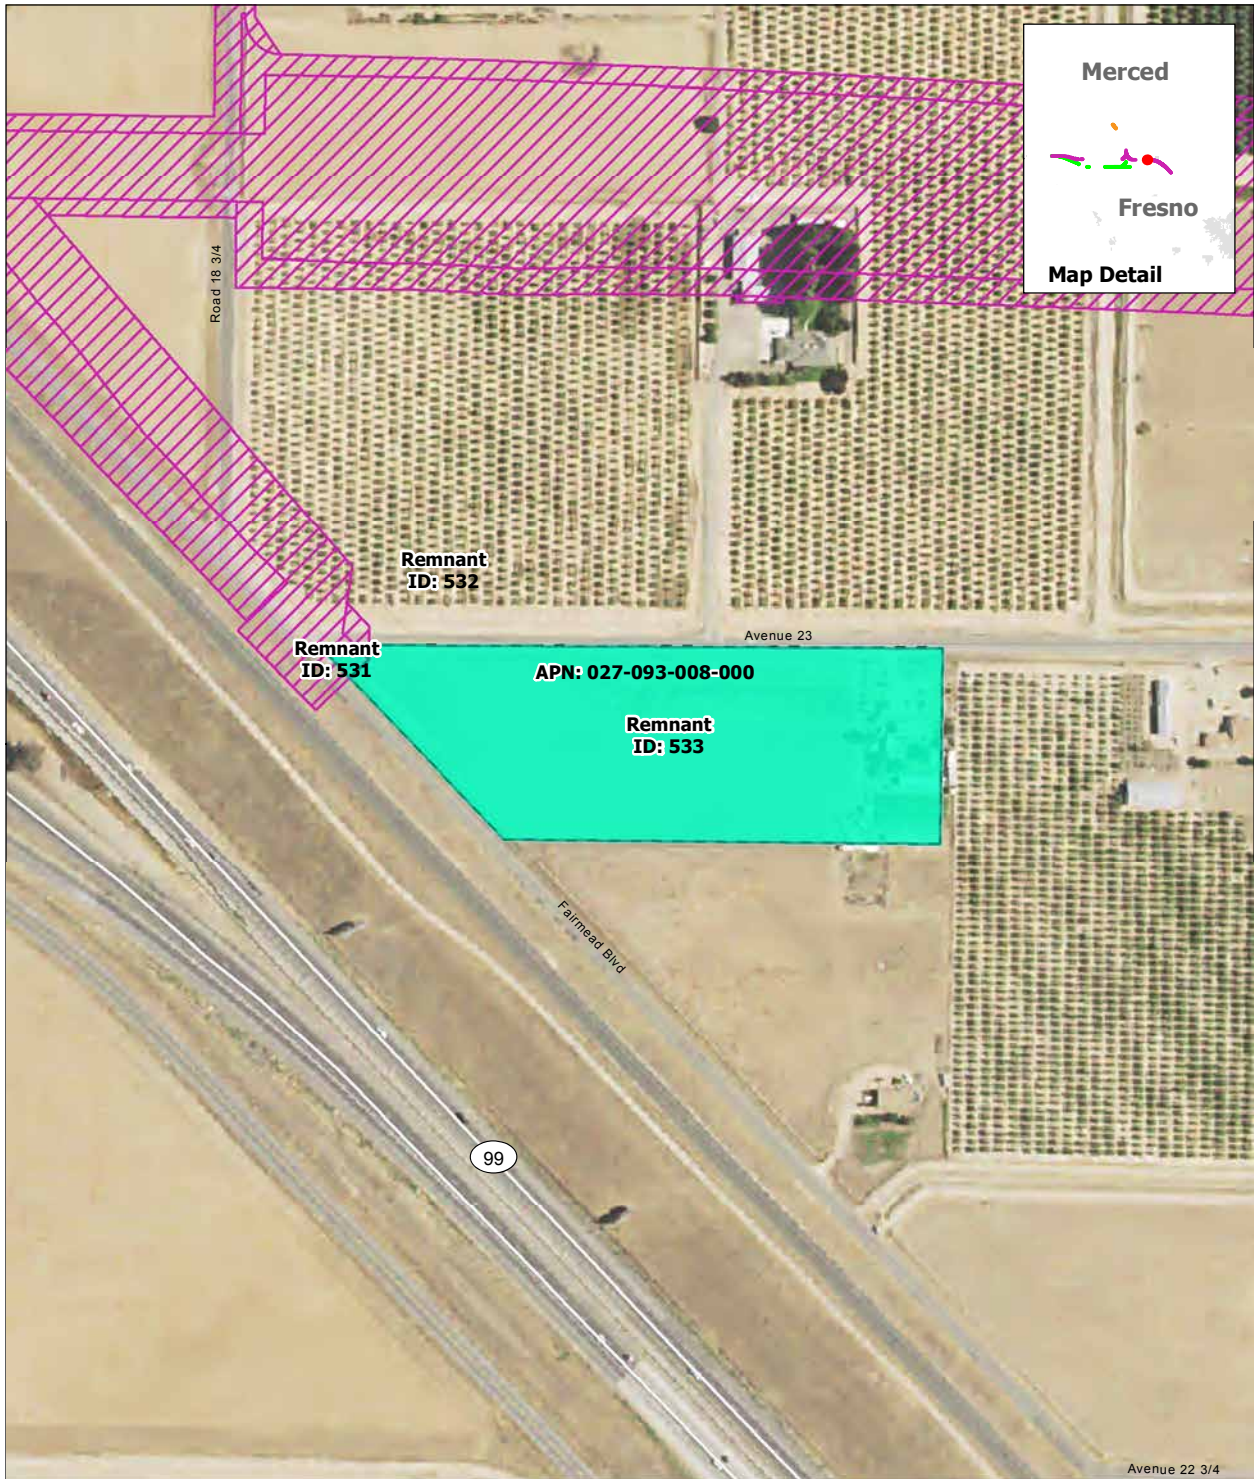 Merced
Fresno
Map Detail
Road 18 3/4
Remnant
ID: 532
Avenue 23
Remnant
ID: 531
APN: 027-093-008-000
Remnant
ID: 533
Fairmead Blvd
99
Avenue 22 3/4